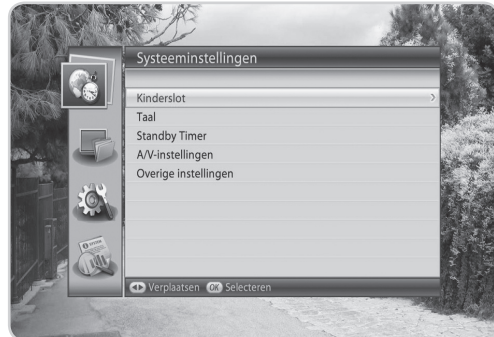 Systeeminstellingen
Kinderslot
Taal
Standby Timer
A/V-instellingen
Overige instellingen
Verplaatsen OK Selecteren